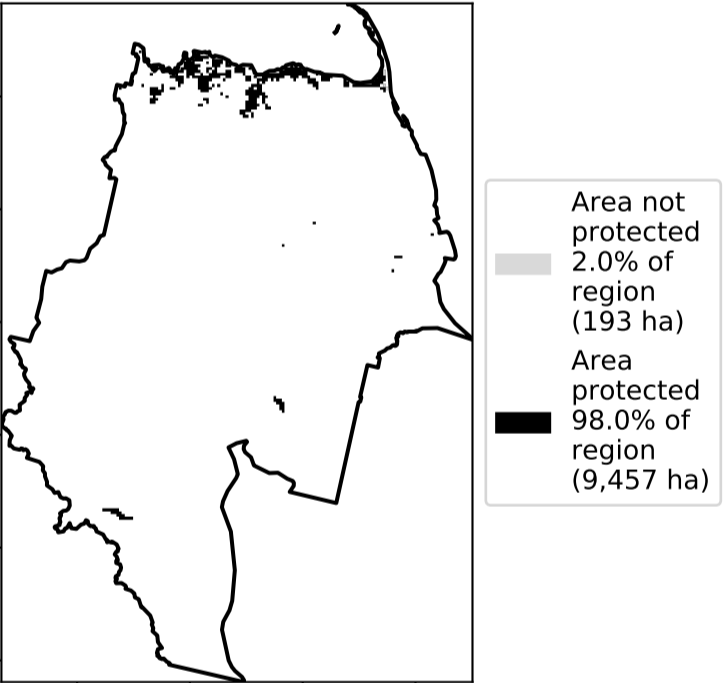 Area not
protected
2.0% of
region
(193 ha)
Area
protected
98.0% of
region
(9,457 ha)